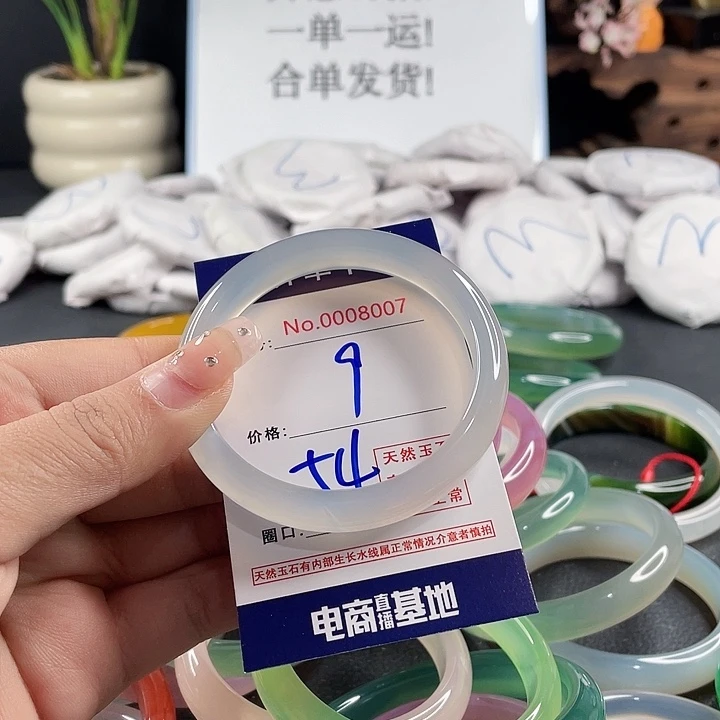 一单一运!
合单发货!
No.0008007
9
价格:
54
天然玉石
正常
圈口:
天然玉石有内部生长水线属正常情况介意者慎拍
电商直播基地